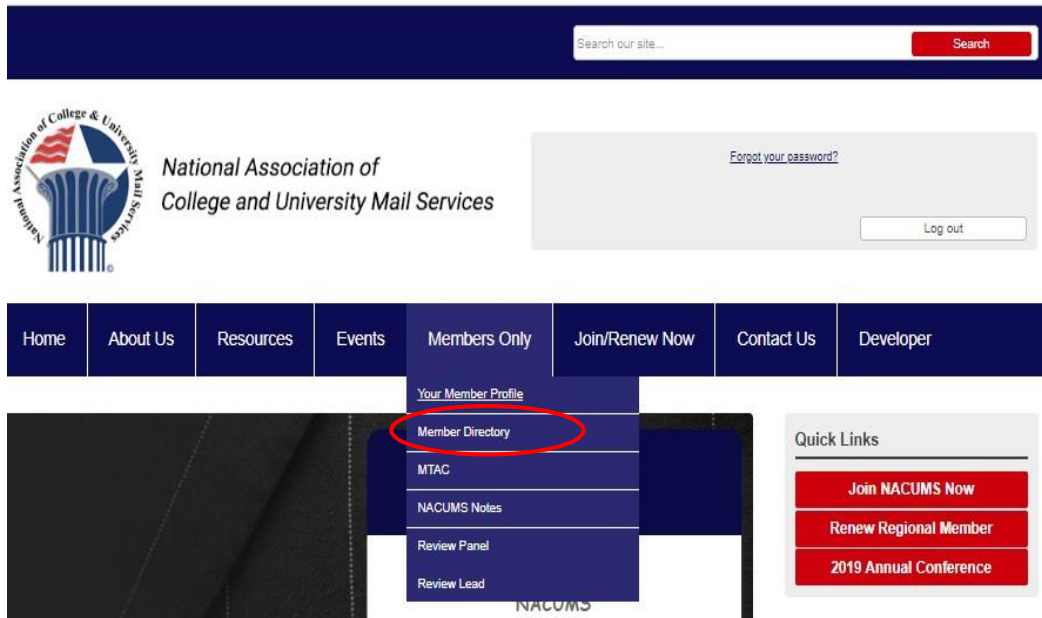 Search our site...
Search
National Association of College & University Mail Services
©
National Association of
College and University Mail Services
Forgot your password?
Log out
Home
About Us
Resources
Events
Members Only
Join/Renew Now
Contact Us
Developer
Your Member Profile
Member Directory
MTAC
NACUMS Notes
Review Panel
Review Lead
NACUMS
Quick Links
Join NACUMS Now
Renew Regional Member
2019 Annual Conference